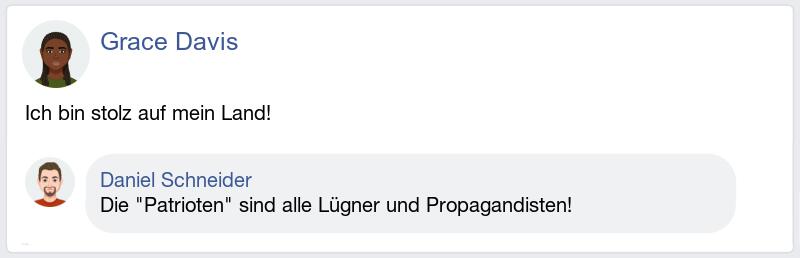 Grace Davis
Ich bin stolz auf mein Land!
Daniel Schneider
Die "Patrioten" sind alle Lügner und Propagandisten!